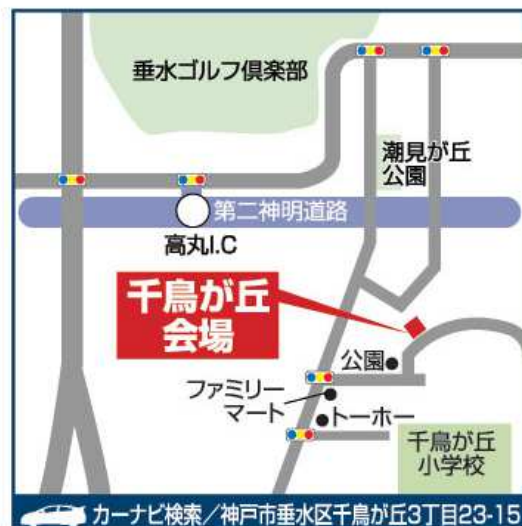 垂水ゴルフ倶楽部
潮見が丘
公園
第二神明道路
高丸I.C
千鳥が丘
会場
公園
ファミリー
マート
トーホー
千鳥が丘
小学校
カーナビ検索／神戸市垂水区千鳥が丘3丁目23-15